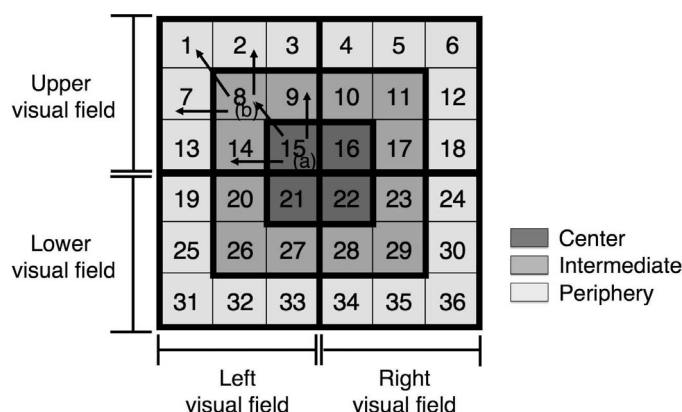 1 2 3 4 5 6
Upper
visual field
7 8 9 10 11 12
(b)
13 14 15 16 17 18
(a)
19 20 21 22 23 24
Lower
visual field
25 26 27 28 29 30
31 32 33 34 35 36
Center
Intermediate
Periphery
Left
visual field
Right
visual field